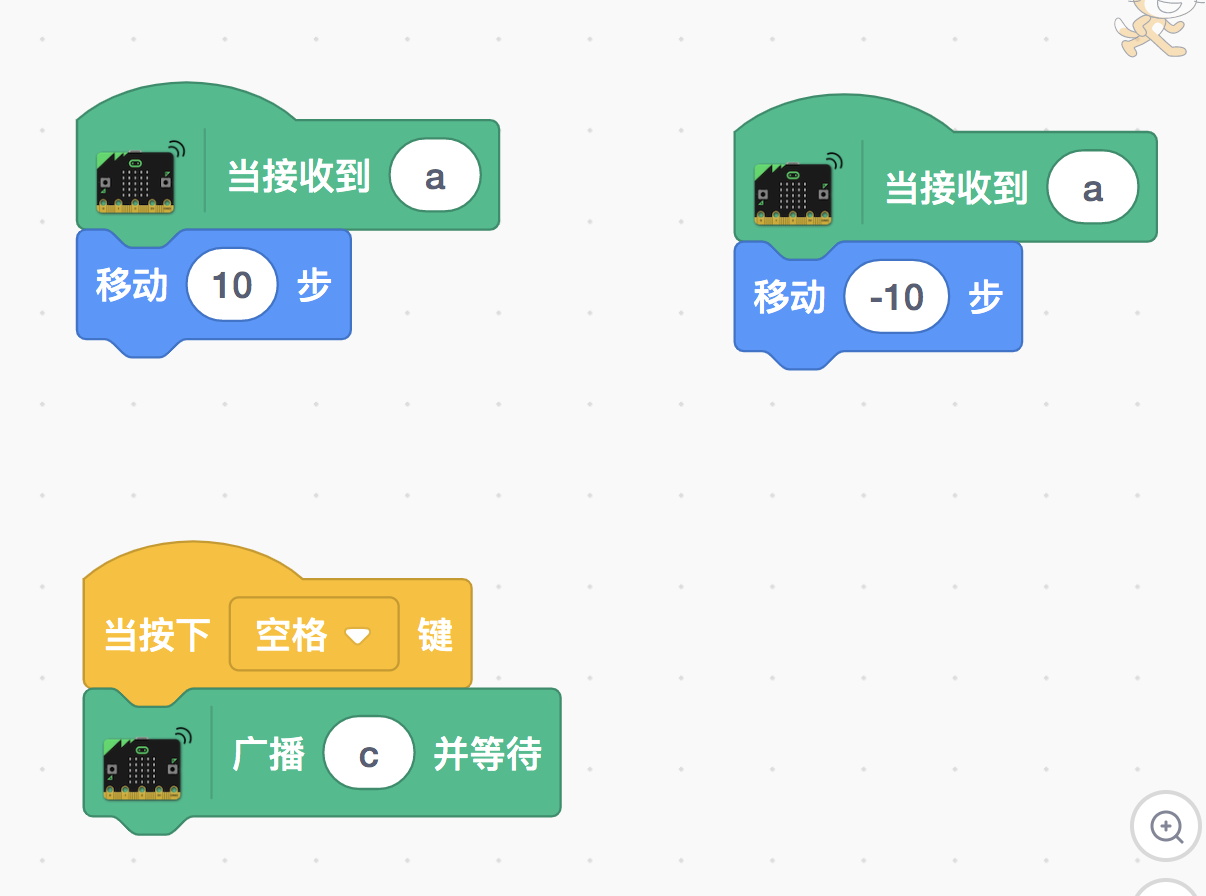 当接收到 a
移动 10 步
当接收到 a
移动 -10 步
当按下 空格 键
广播 c 并等待